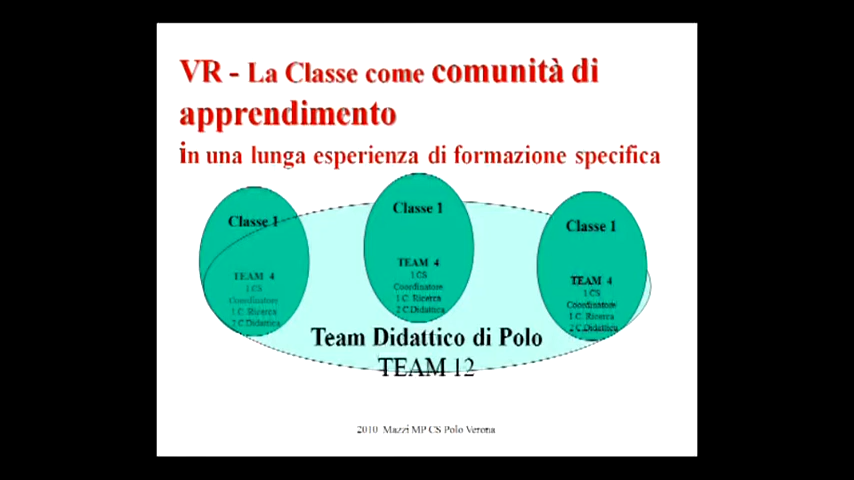 VR - La Classe come comunità di
apprendimento
in una lunga esperienza di formazione specifica
Classe 1
TEAM 4
1 CS
Coordinatore
1 C. Ricerca
2 C.Didattica
Classe 1
TEAM 4
1 CS
Coordinatore
1 C. Ricerca
2 C.Didattica
Classe 1
TEAM 4
1 CS
Coordinatore
1 C. Ricerca
2 C.Didattica
Team Didattico di Polo
TEAM 12
2010 Mazzi MP CS Polo Verona